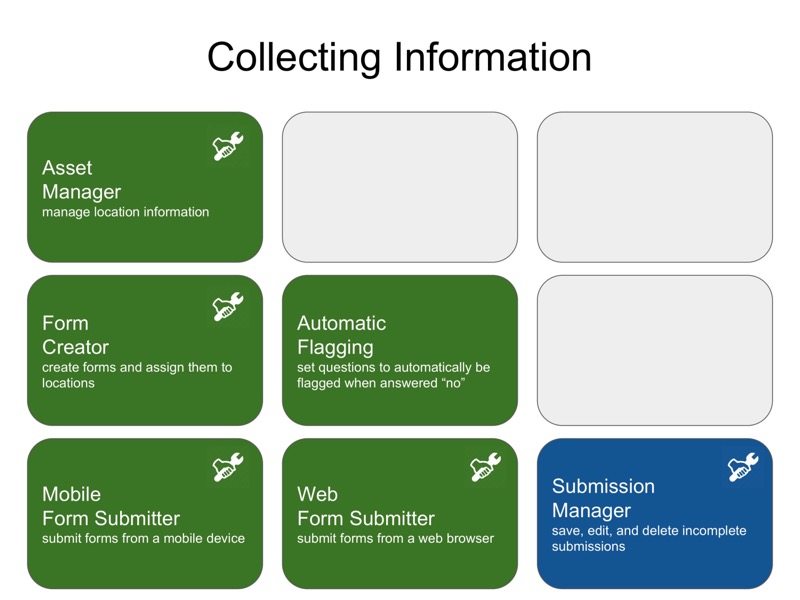 Collecting Information
Asset
Manager
manage location information
Form
Creator
create forms and assign them to
locations
Automatic
Flagging
set questions to automatically be
flagged when answered “no”
Mobile
Form Submitter
submit forms from a mobile device
Web
Form Submitter
submit forms from a web browser
Submission
Manager
save, edit, and delete incomplete
submissions